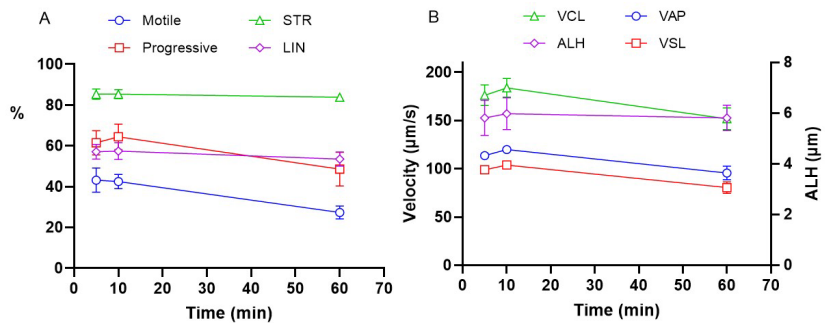 A
Motile
STR
Progressive
LIN
%
100
80
60
40
20
0
0 10 20 30 40 50 60 70
Time (min)
B
VCL
VAP
ALH
VSL
Velocity (µm/s)
200
150
100
50
0
0 10 20 30 40 50 60 70
Time (min)
8
6
4
2
0
ALH (µm)